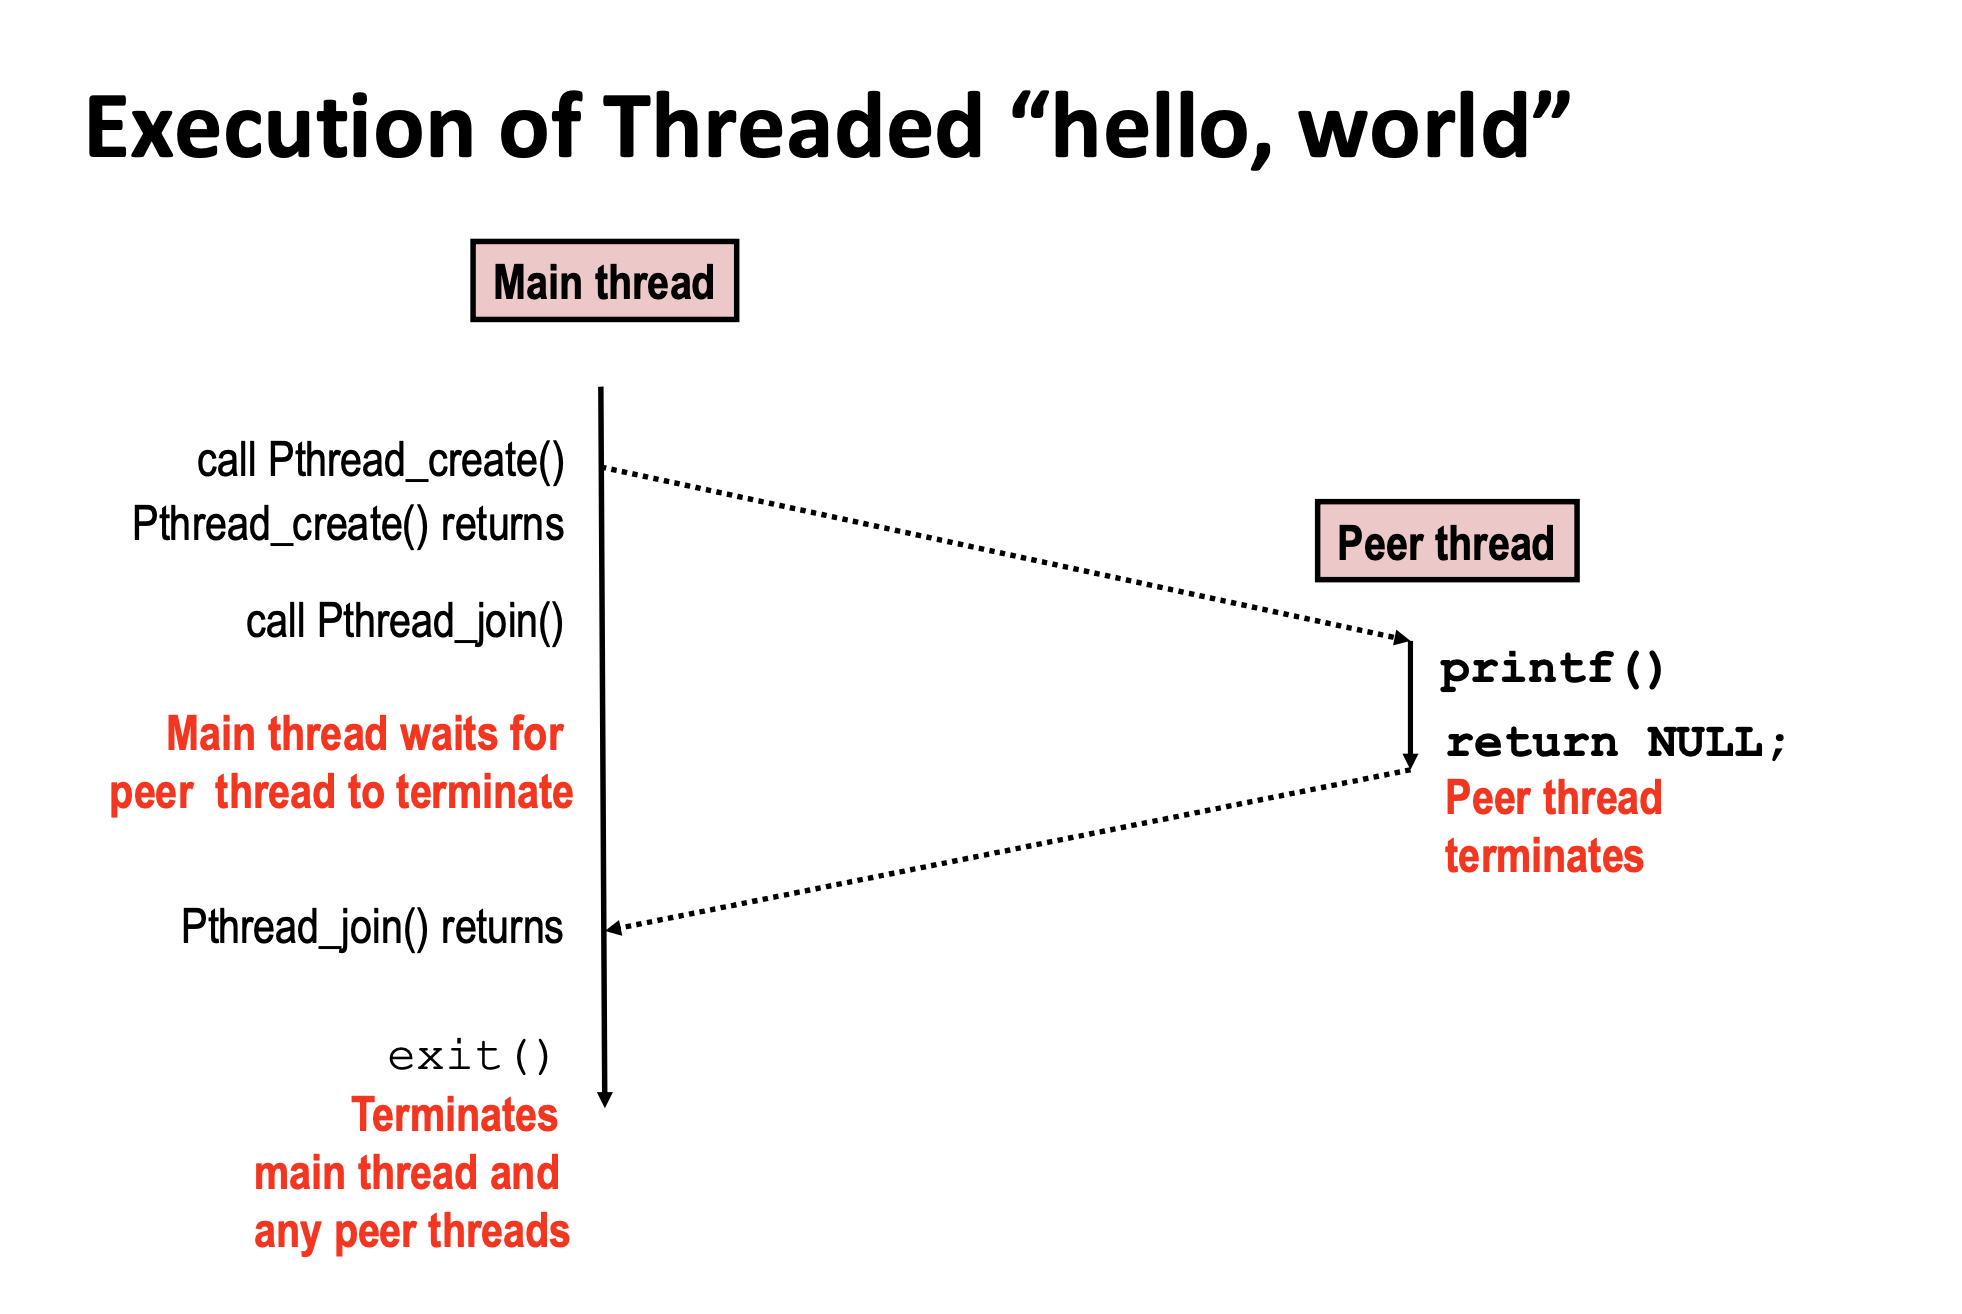 Execution of Threaded “hello, world”
Main thread
call Pthread_create()
Pthread_create() returns
call Pthread_join()
Main thread waits for
peer  thread to terminate
Pthread_join() returns
exit()
Terminates
main thread and
any peer threads
Peer thread
printf()
return NULL;
Peer thread
terminates